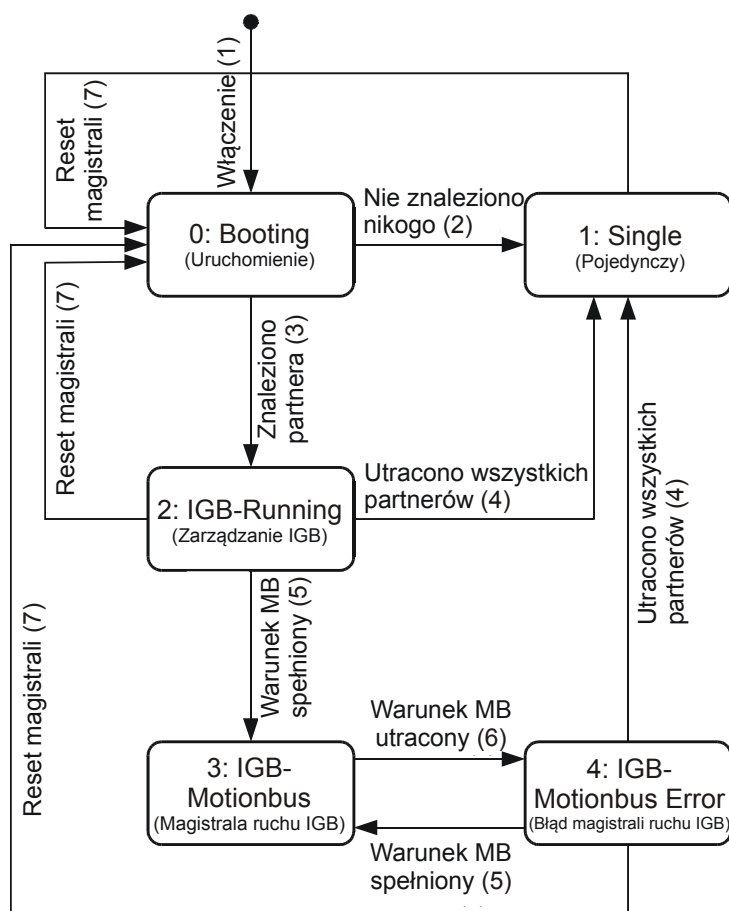 Włączenie (1)
Reset
magistrali (7)
0: Booting
(Uruchomienie)
Nie znaleziono
nikogo (2)
1: Single
(Pojedynczy)
Reset magistrali (7)
Znaleziono
partnera (3)
2: IGB-Running
(Zarządzanie IGB)
Utracono wszystkich
partnerów (4)
Utracono wszystkich
partnerów (4)
Reset magistrali (7)
Warunek MB
spełniony (5)
3: IGB-
Motionbus
(Magistrala ruchu IGB)
Warunek MB
utracony (6)
4: IGB-
Motionbus Error
(Błąd magistrali ruchu IGB)
Warunek MB
spełniony (5)